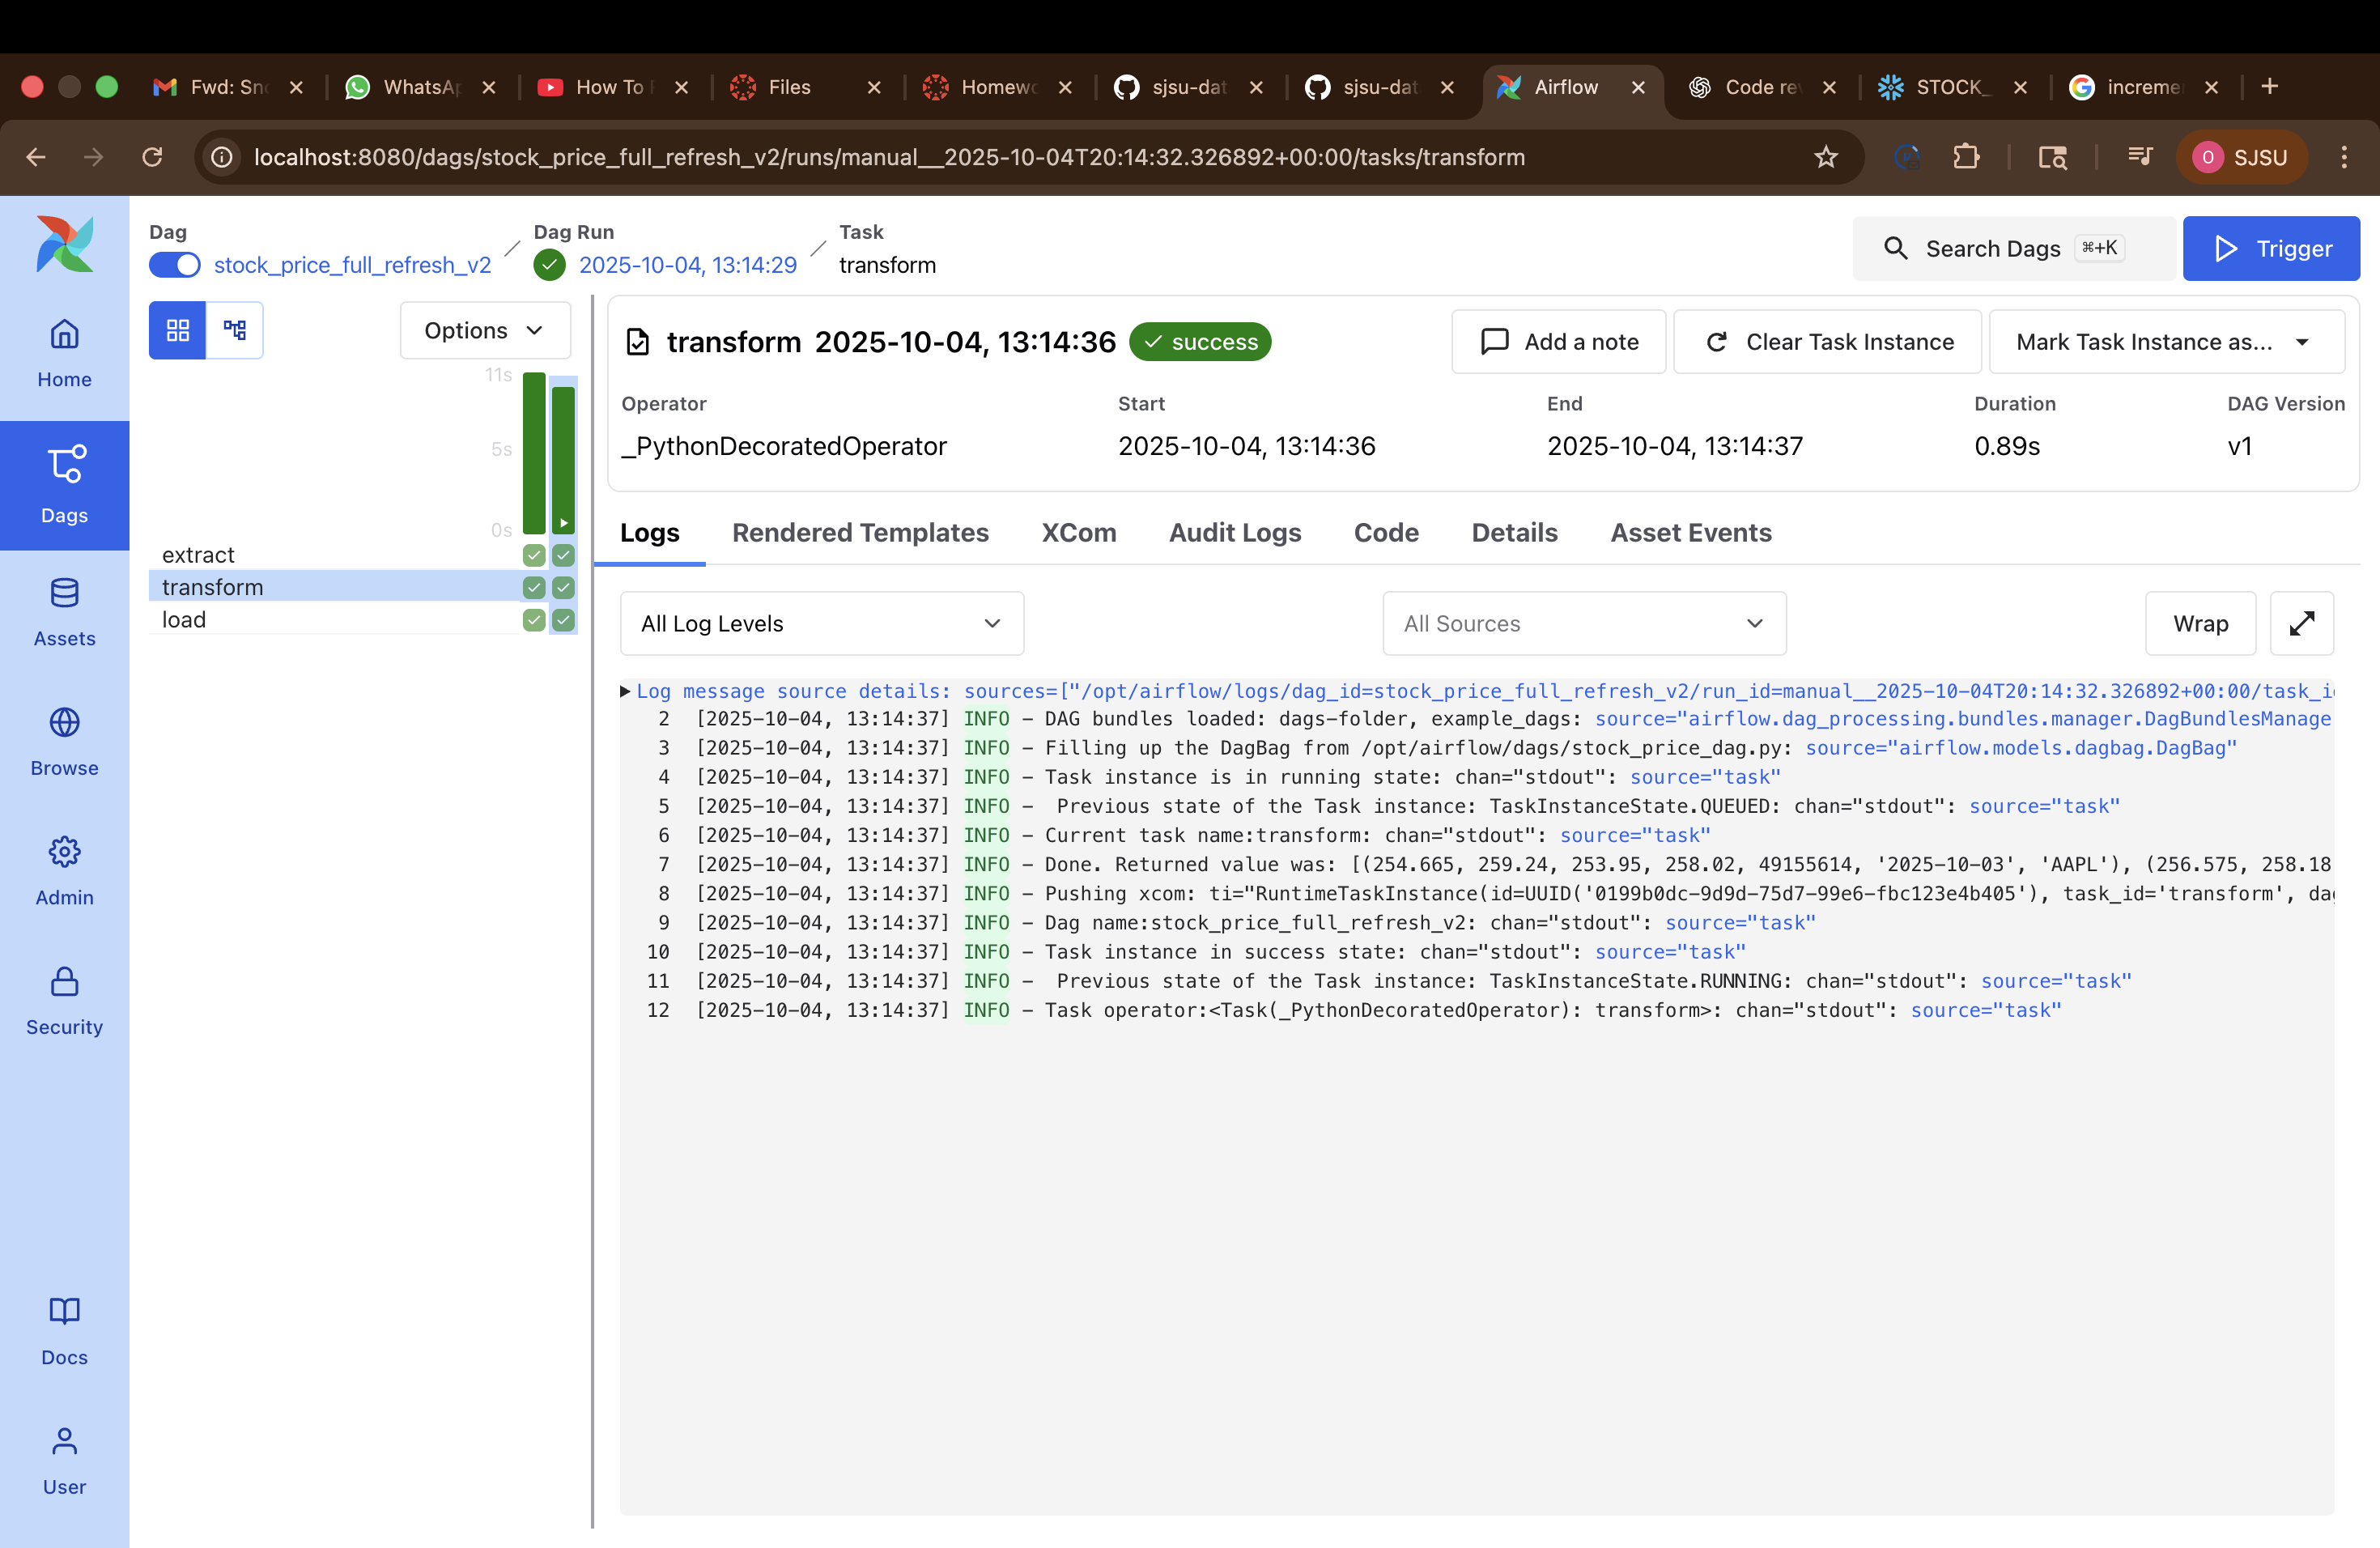 Fwd: Sn
WhatsA
How To
Files
Homew
sjsu-dat
sjsu-dat
Airflow
Code re
STOCK_
increme
localhost:8080/dags/stock_price_full_refresh_v2/runs/manual__2025-10-04T20:14:32.326892+00:00/tasks/transform
O SJSU
Dag
stock_price_full_refresh_v2
Dag Run
2025-10-04, 13:14:29
Task
transform
Search Dags ⌘+K
Trigger
Home
Dags
Assets
Browse
Admin
Security
Docs
User
Options
11s
5s
0s
extract
transform
load
transform 2025-10-04, 13:14:36 success
Add a note
Clear Task Instance
Mark Task Instance as...
Operator Start End Duration DAG Version
_PythonDecoratedOperator 2025-10-04, 13:14:36 2025-10-04, 13:14:37 0.89s v1
Logs Rendered Templates XCom Audit Logs Code Details Asset Events
All Log Levels
All Sources
Wrap
Log message source details: sources=["/opt/airflow/logs/dag_id=stock_price_full_refresh_v2/run_id=manual__2025-10-04T20:14:32.326892+00:00/task_i
2 [2025-10-04, 13:14:37] INFO - DAG bundles loaded: dags-folder, example_dags: source="airflow.dag_processing.bundles.manager.DagBundlesManage
3 [2025-10-04, 13:14:37] INFO - Filling up the DagBag from /opt/airflow/dags/stock_price_dag.py: source="airflow.models.dagbag.DagBag"
4 [2025-10-04, 13:14:37] INFO - Task instance is in running state: chan="stdout": source="task"
5 [2025-10-04, 13:14:37] INFO -  Previous state of the Task instance: TaskInstanceState.QUEUED: chan="stdout": source="task"
6 [2025-10-04, 13:14:37] INFO - Current task name:transform: chan="stdout": source="task"
7 [2025-10-04, 13:14:37] INFO - Done. Returned value was: [(254.665, 259.24, 253.95, 258.02, 49155614, '2025-10-03', 'AAPL'), (256.575, 258.18
8 [2025-10-04, 13:14:37] INFO - Pushing xcom: ti="RuntimeTaskInstance(id=UUID('0199b0dc-9d9d-75d7-99e6-fbc123e4b405'), task_id='transform', da
9 [2025-10-04, 13:14:37] INFO - Dag name:stock_price_full_refresh_v2: chan="stdout": source="task"
10 [2025-10-04, 13:14:37] INFO - Task instance in success state: chan="stdout": source="task"
11 [2025-10-04, 13:14:37] INFO -  Previous state of the Task instance: TaskInstanceState.RUNNING: chan="stdout": source="task"
12 [2025-10-04, 13:14:37] INFO - Task operator:<Task(_PythonDecoratedOperator): transform>: chan="stdout": source="task"